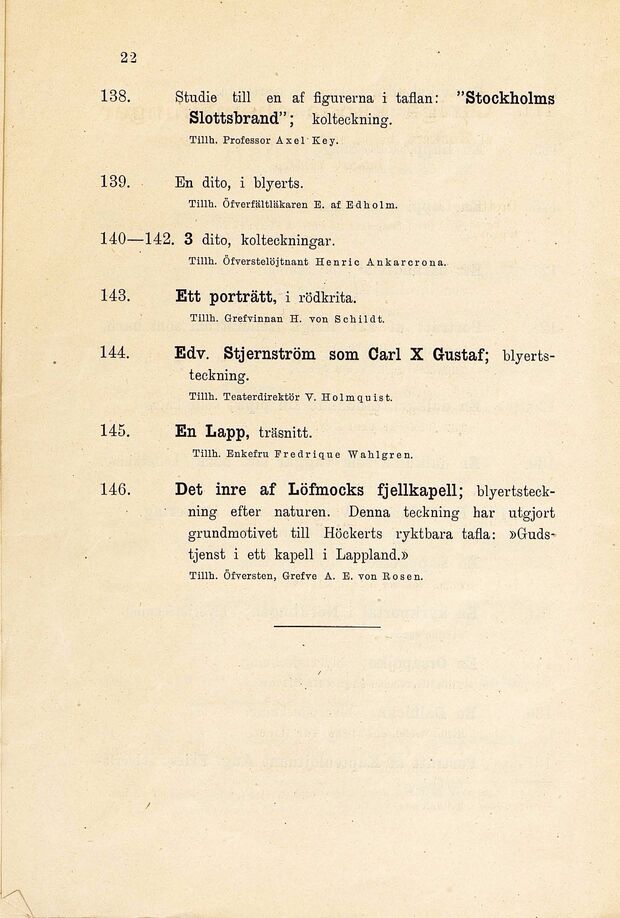 22
138. Studie till en af figurerna i taflan: ”Stockholms
Slottsbrand”; kolteckning.
Tillh. Professor Axel Key.
139. En dito, i blyerts.
Tillh. Öfverfältläkaren E. af Edholm.
140—142. 3 dito, kolteckningar.
Tillh. Öfverstelöjtnant Henric Ankarcrona.
143. Ett porträtt, i rödkrita.
Tillh. Grefvinnan H. von Schildt.
144. Edv. Stjernström som Carl X Gustaf; blyerts-
teckning.
Tillh. Teaterdirektör V. Holmquist.
145. En Lapp, träsnitt.
Tillh. Enkefru Fredrique Wahlgren.
146. Det inre af Löfmocks fjellkapell; blyertsteck-
ning efter naturen. Denna teckning har utgjort
grundmotivet till Höckerts ryktbara tafla: »Guds-
tjenst i ett kapell i Lappland.»
Tillh. Öfversten, Grefve A. E. von Rosen.